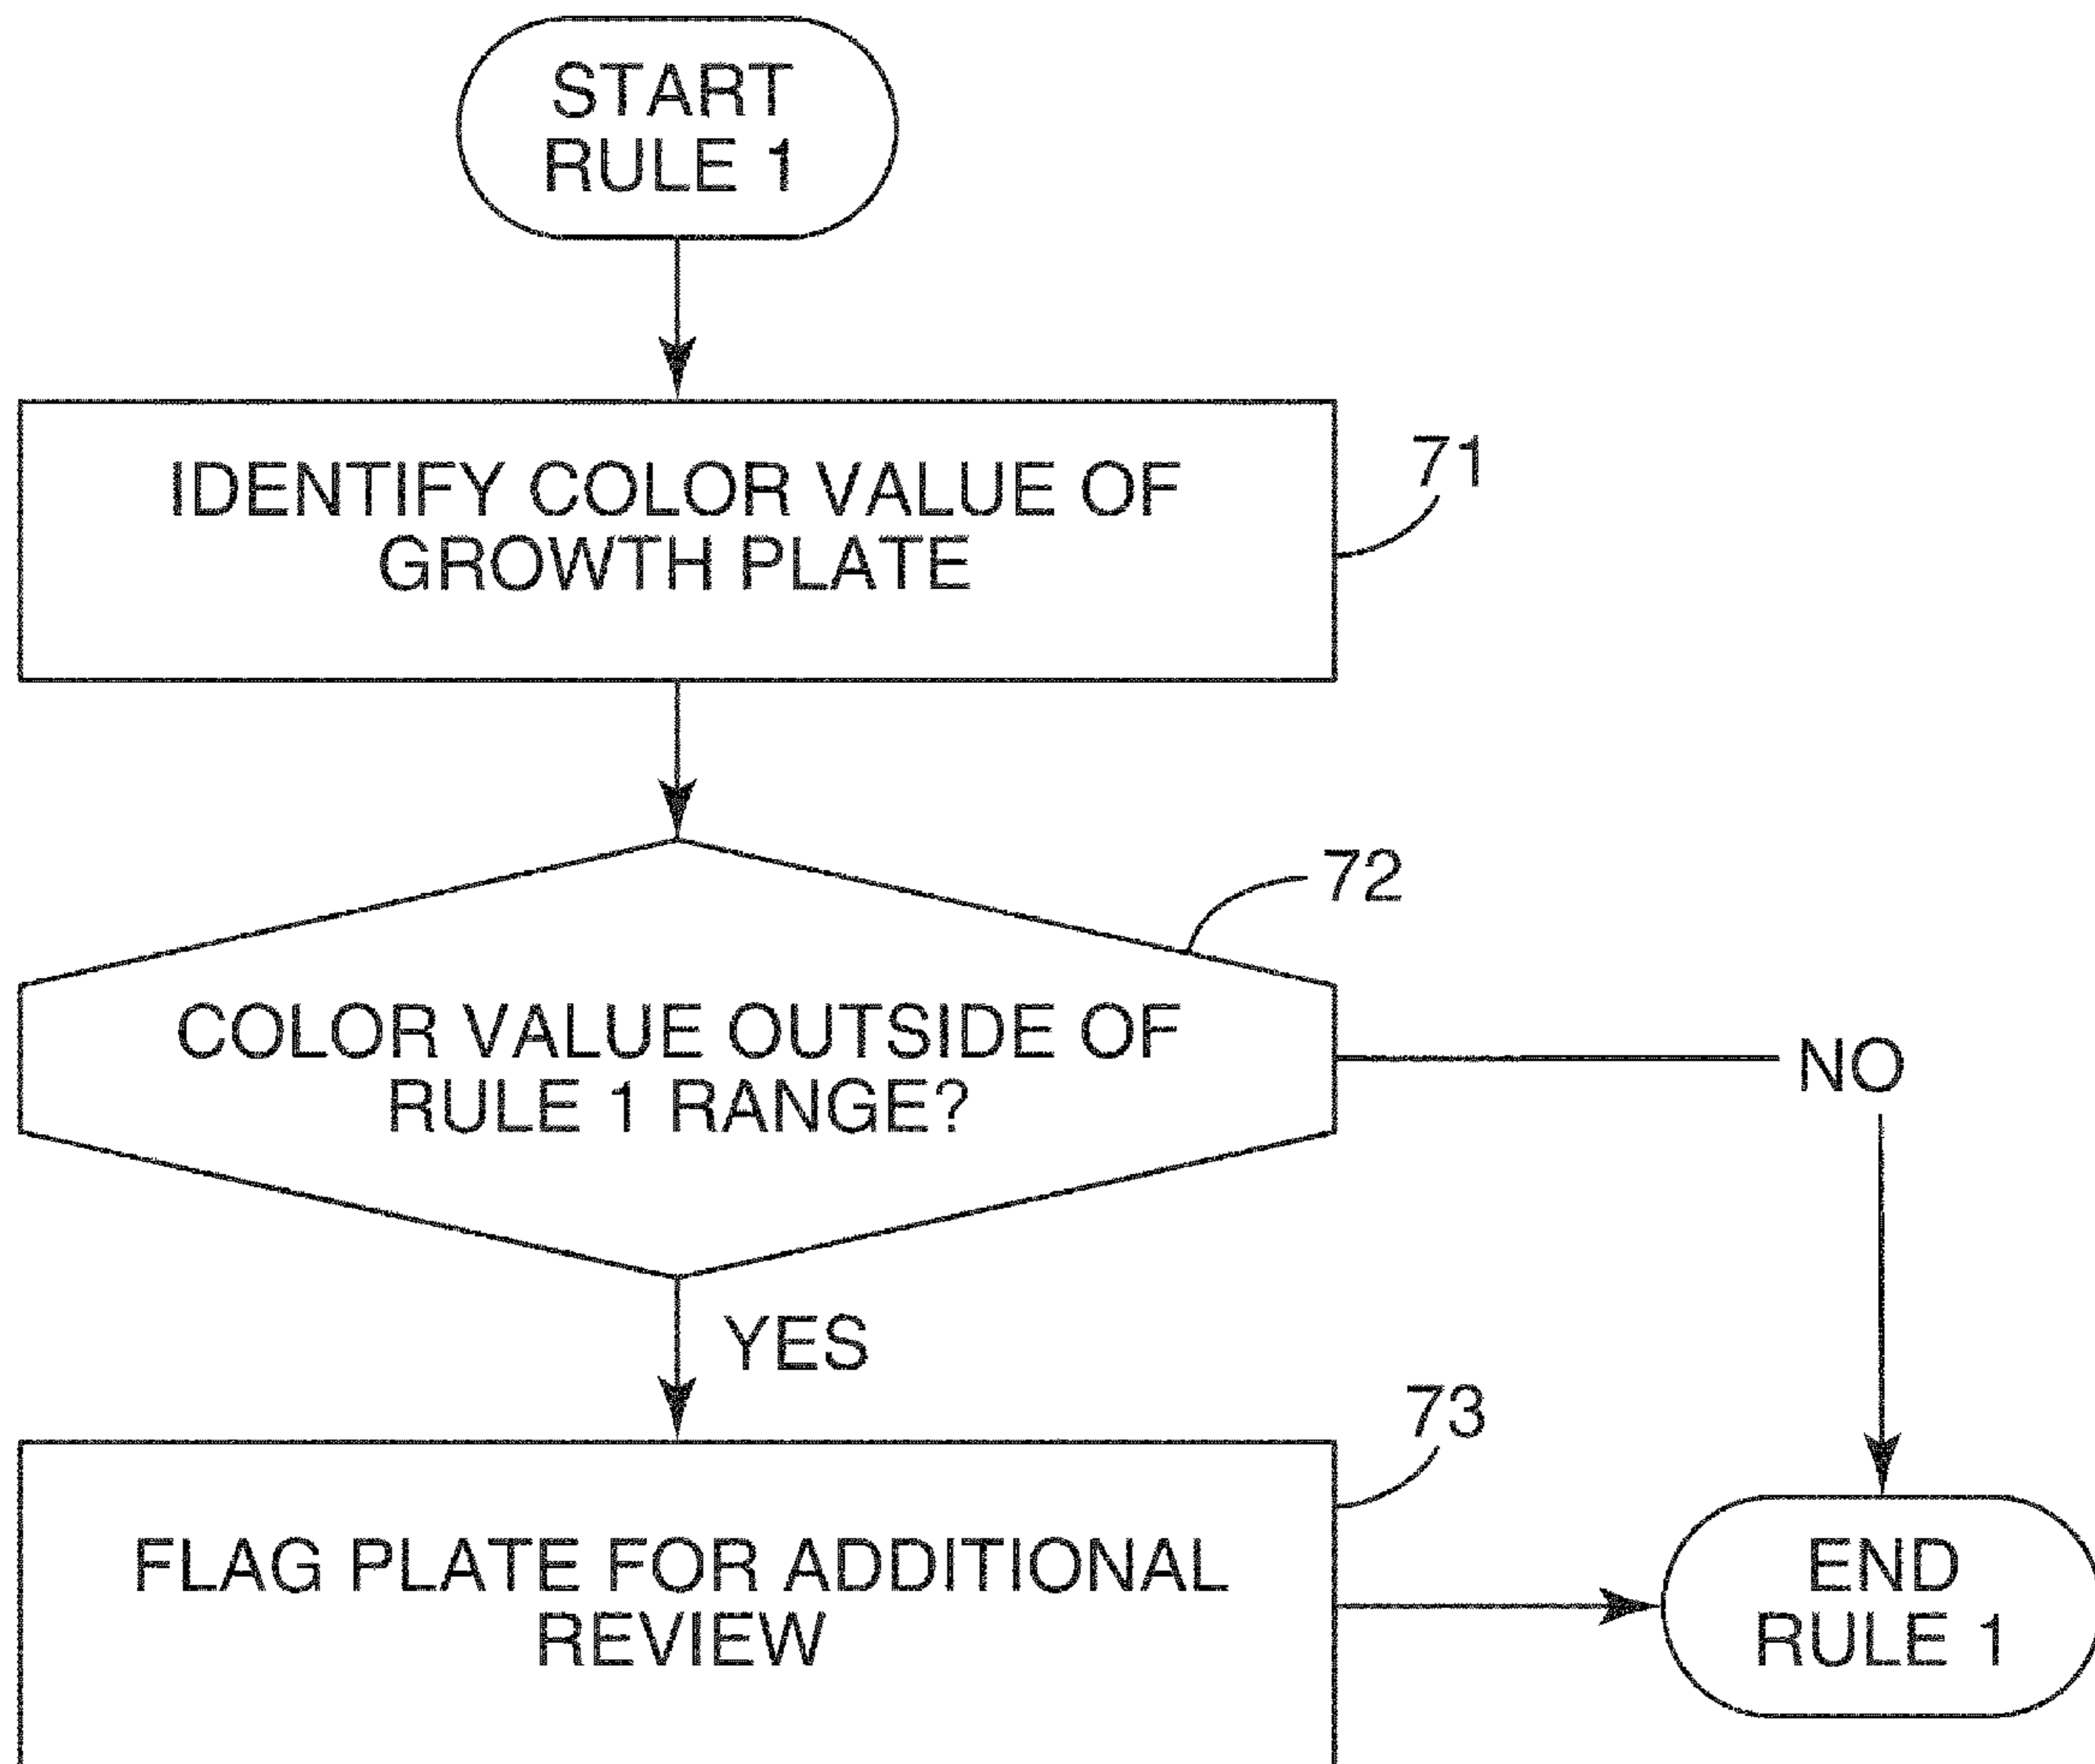 START
RULE 1
IDENTIFY COLOR VALUE OF
GROWTH PLATE
71
72
COLOR VALUE OUTSIDE OF
RULE 1 RANGE?
NO
YES
73
FLAG PLATE FOR ADDITIONAL
REVIEW
END
RULE 1